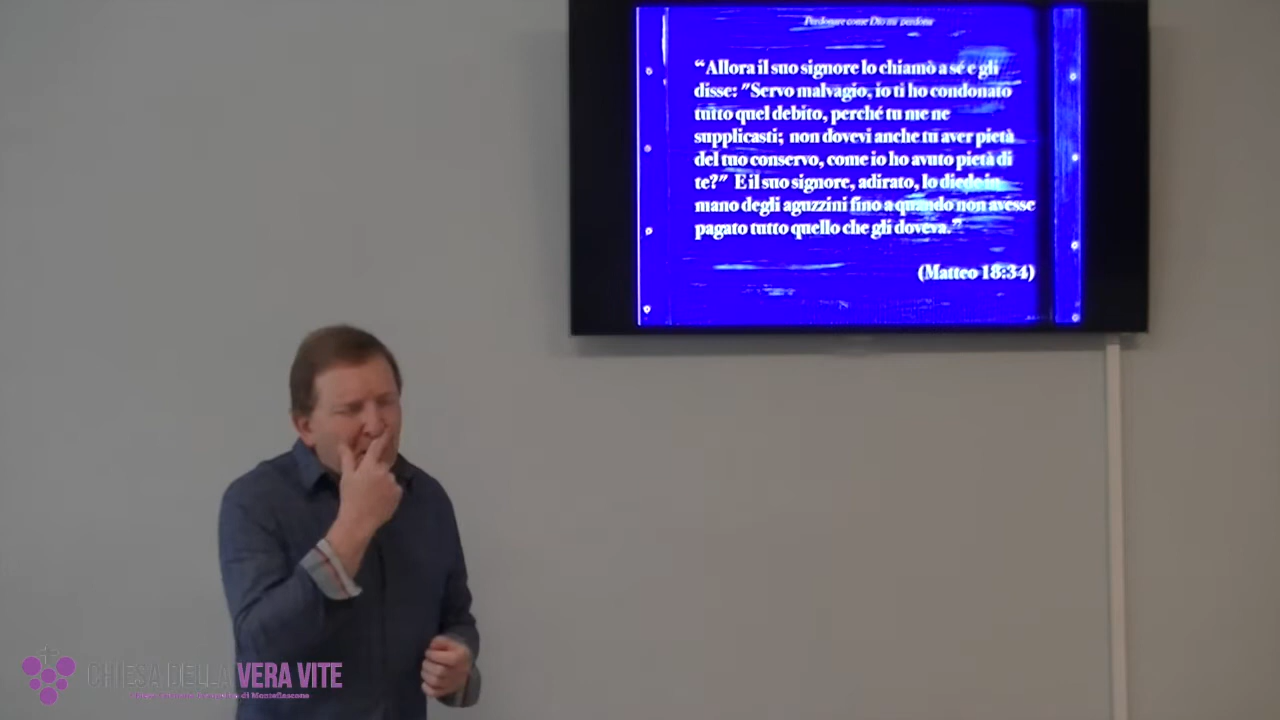 Perdonare come Dio mi perdona
“Allora il suo signore lo chiamò a sé e gli
disse: "Servo malvagio, io ti ho condonato
tutto quel debito, perché tu me ne
supplicasti; non dovevi anche tu aver pietà
del tuo conservo, come io ho avuto pietà di
te?" E il suo signore, adirato, lo diede in
mano degli aguzzini fino a quando non avesse
pagato tutto quello che gli doveva.”
(Matteo 18:34)
CHIESA DELLA VERA VITE
di Montefiascone